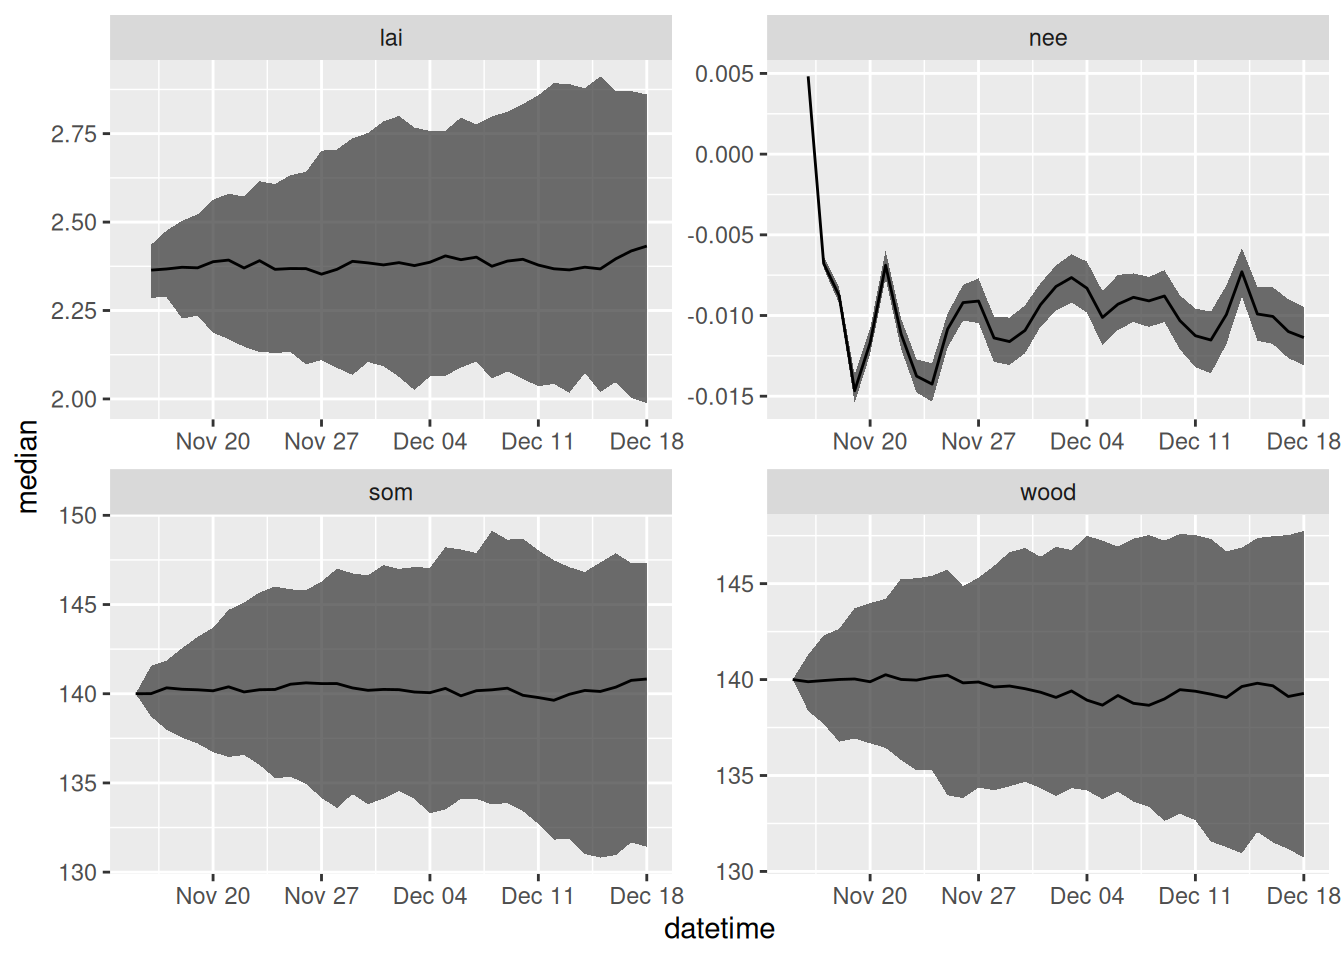 lai
nee
2.75
2.50
2.25
2.00
0.005
0.000
-0.005
-0.010
-0.015
Nov 20 Nov 27 Dec 04 Dec 11 Dec 18
Nov 20 Nov 27 Dec 04 Dec 11 Dec 18
median
som
wood
150
145
140
135
130
145
140
135
130
Nov 20 Nov 27 Dec 04 Dec 11 Dec 18
Nov 20 Nov 27 Dec 04 Dec 11 Dec 18
datetime